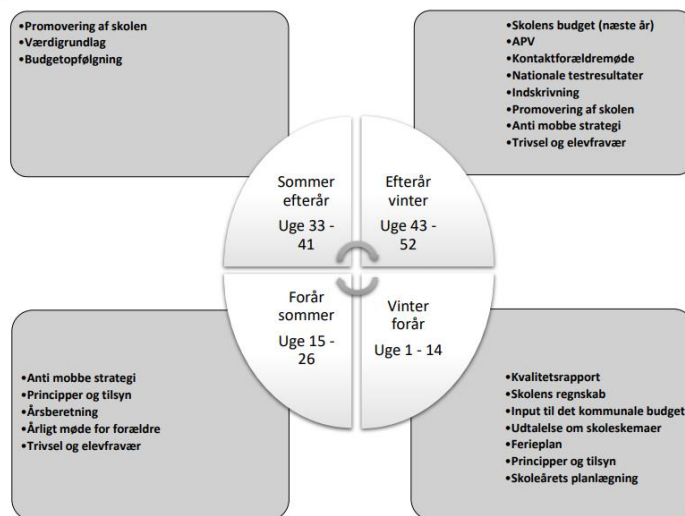 •Promovering af skolen
•Værdigrundlag
•Budgetopfølgning
•Skolens budget (næste år)
•APV
•Kontaktforældremøde
•Nationale testresultater
•Indskrivning
•Promovering af skolen
•Anti mobbe strategi
•Trivsel og elevfravær
Sommer
efterår
Uge 33 -
41
Efterår
vinter
Uge 43 -
52
Forår
sommer
Uge 15 -
26
Vinter
forår
Uge 1 - 14
•Anti mobbe strategi
•Principper og tilsyn
•Årsberetning
•Årligt møde for forældre
•Trivsel og elevfravær
•Kvalitetsrapport
•Skolens regnskab
•Input til det kommunale budget
•Udtalelse om skoleskemaer
•Ferieplan
•Principper og tilsyn
•Skoleårets planlægning